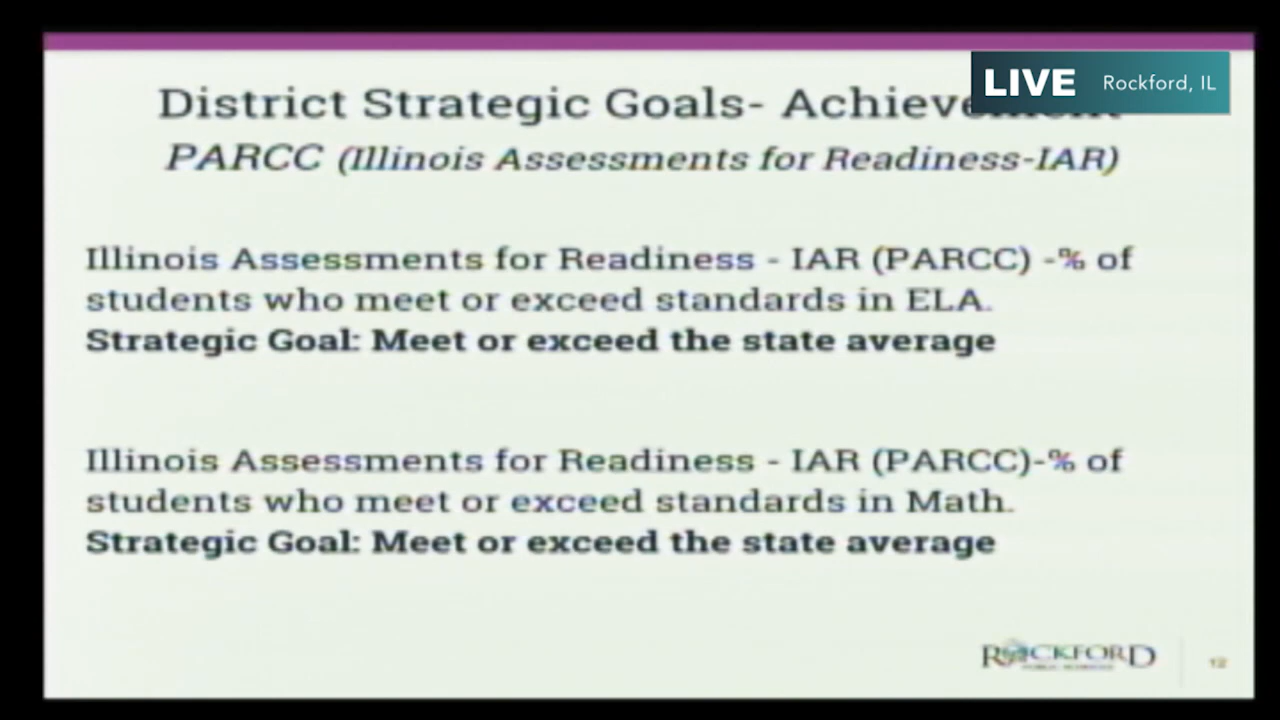 LIVE Rockford, IL
District Strategic Goals- Achievement
PARCC (Illinois Assessments for Readiness-IAR)
Illinois Assessments for Readiness - IAR (PARCC) -% of
students who meet or exceed standards in ELA.
Strategic Goal: Meet or exceed the state average
Illinois Assessments for Readiness - IAR (PARCC)-% of
students who meet or exceed standards in Math.
Strategic Goal: Meet or exceed the state average
ROCKFORD
PUBLIC SCHOOLS
12